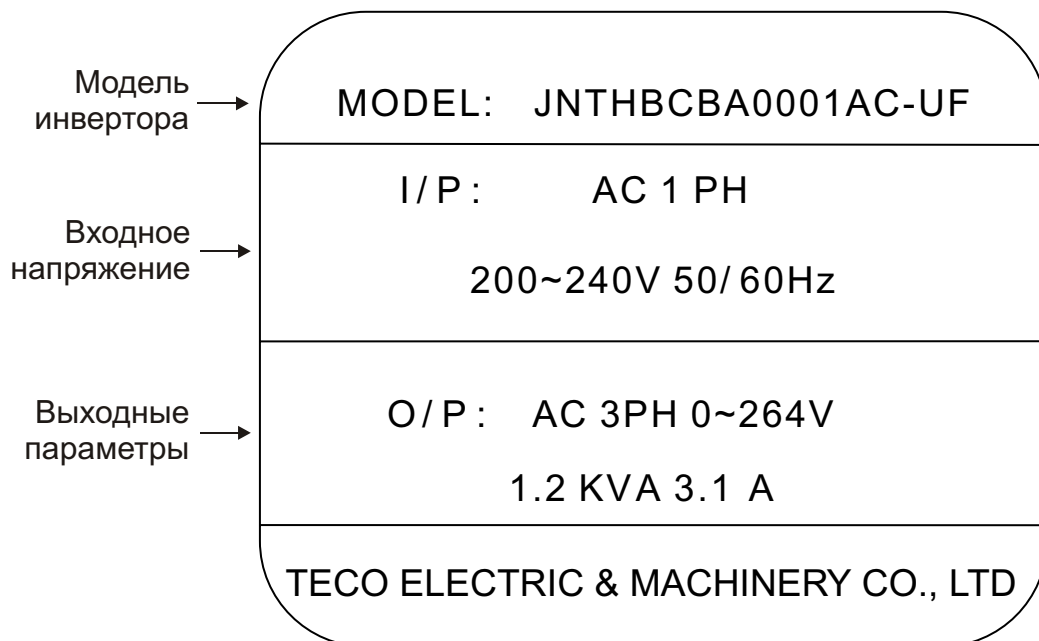 Модель
инвертора
MODEL: JNTHBCBA0001AC-UF
Входное
напряжение
I/P: AC 1 PH
200~240V 50/60Hz
Выходные
параметры
O/P: AC 3PH 0~264V
1.2 KVA 3.1 A
TECO ELECTRIC & MACHINERY CO., LTD